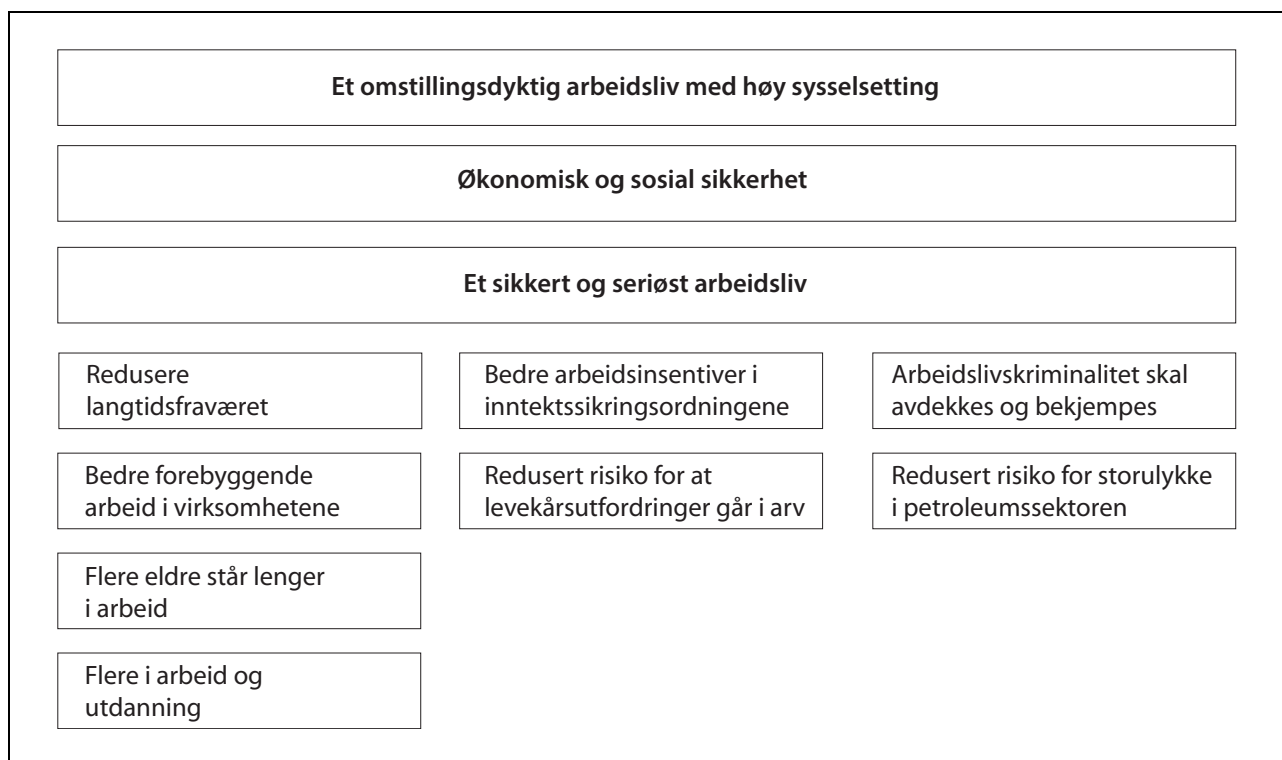 Et omstillingsdyktig arbeidsliv med høy sysselsetting
Økonomisk og sosial sikkerhet
Et sikkert og seriøst arbeidsliv
Redusere
langtidsfraværet
Bedre arbeidsinsentiver i
inntektssikringsordningene
Arbeidslivskriminalitet skal
avdekkes og bekjempes
Bedre forebyggende
arbeid i virksomhetene
Redusert risiko for at
levekårsutfordringer går i arv
Redusert risiko for storulykke
i petroleumssektoren
Flere eldre står lenger
i arbeid
Flere i arbeid og
utdanning